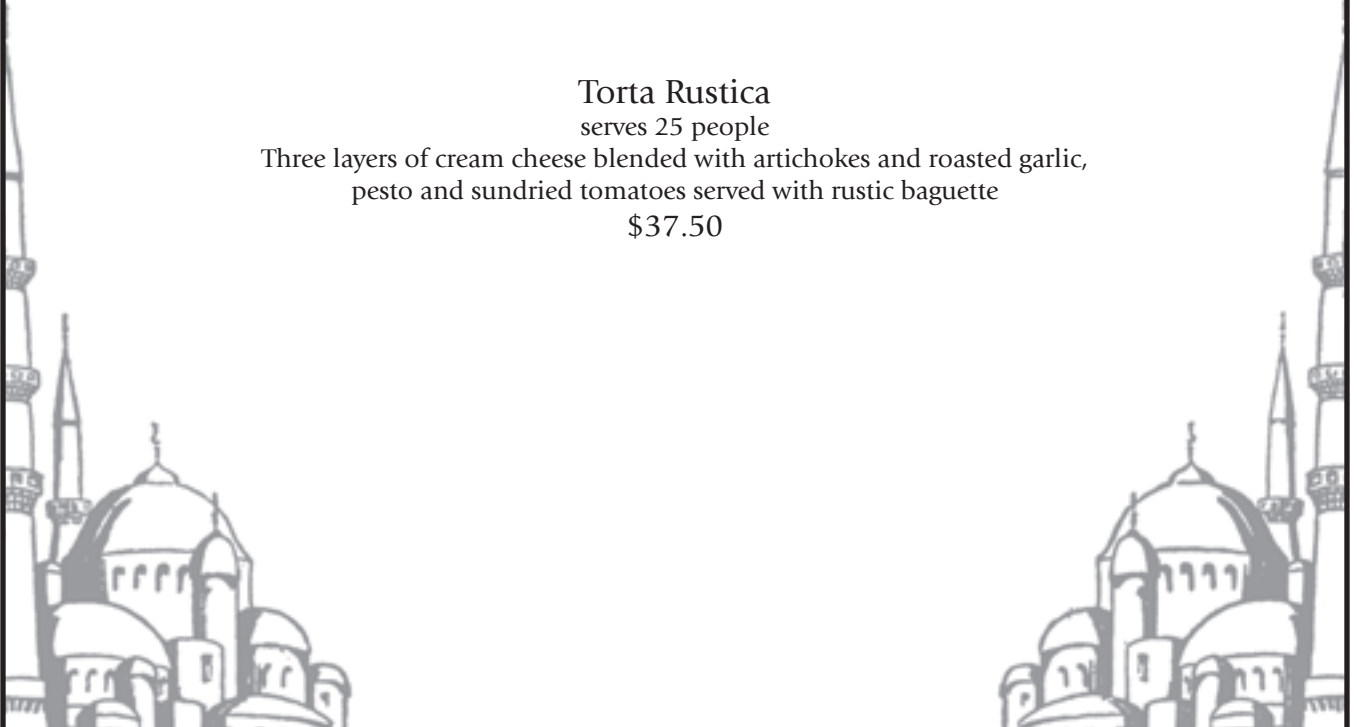 Torta Rustica
serves 25 people
Three layers of cream cheese blended with artichokes and roasted garlic,
pesto and sundried tomatoes served with rustic baguette
$37.50